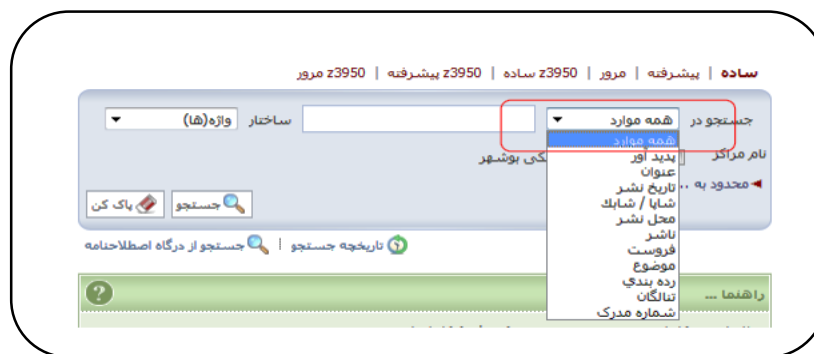 ساده | پیشرفته | مرور | z3950 ساده | z3950 پیشرفته | z3950 مرور
جستجو در همه موارد ساختار واژه(ها)
همه موارد
نام مراکز پدید آور کی بوشهر
عنوان
محدود به .. تاریخ نشر
شاپا / شابك
جستجو پاک کن
محل نشر
ناشر
تاریخچه جستجو | جستجو از درگاه اصطلاحنامه
فروست
موضوع
رده بندي
راهنما ...
تنالگان
شماره مدرک